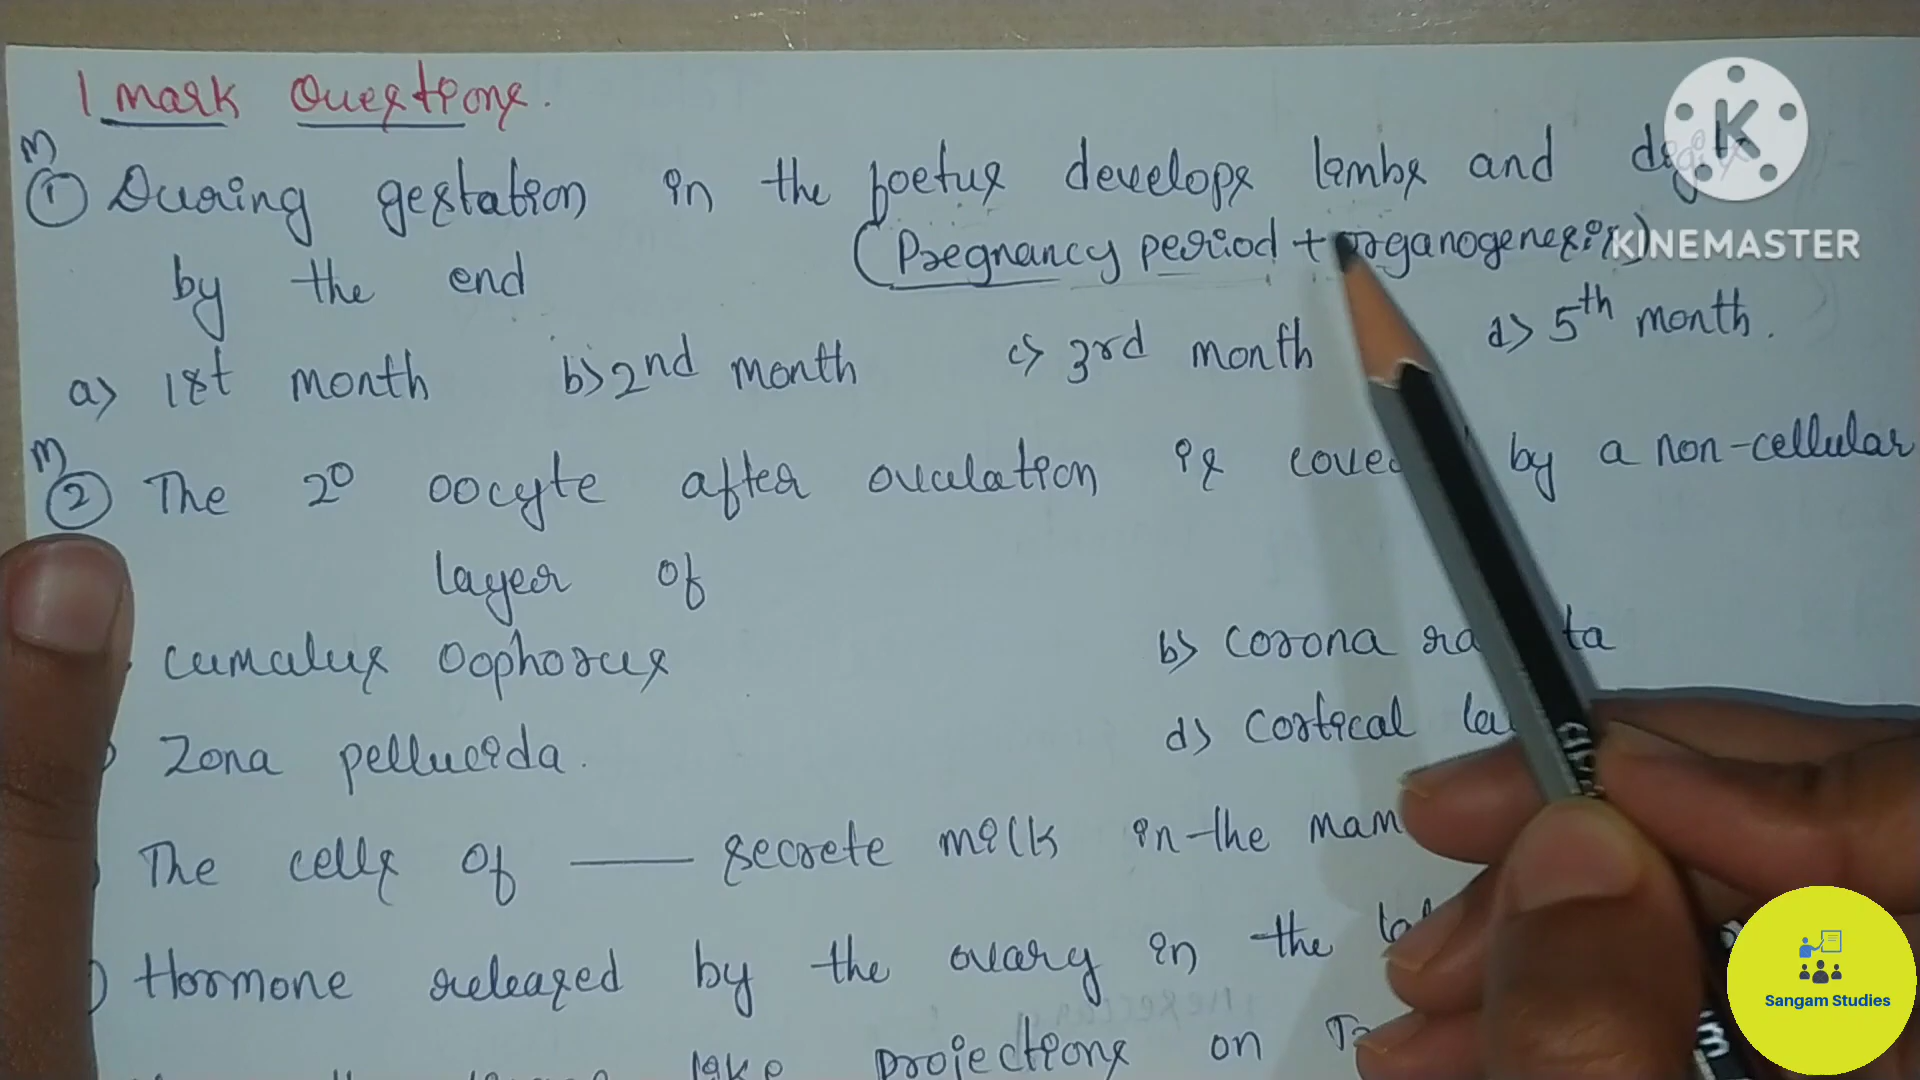 1 mark Questions.
M
① During gestation in the foetus develops limbs and
(Pregnancy period + organogenesis)
by the end
KINEMASTER
a) 1st month b) 2nd month c) 3rd month d) 5th month.
M
② The 2° oocyte after ovulation is by a non-cellular
layer of
cumulus Oophorus b) corona
Zona pellucida. d) Cortical
The cells of ____ secrete milk in the
Hormone released by the ovary in the
like projections on
Sangam Studies